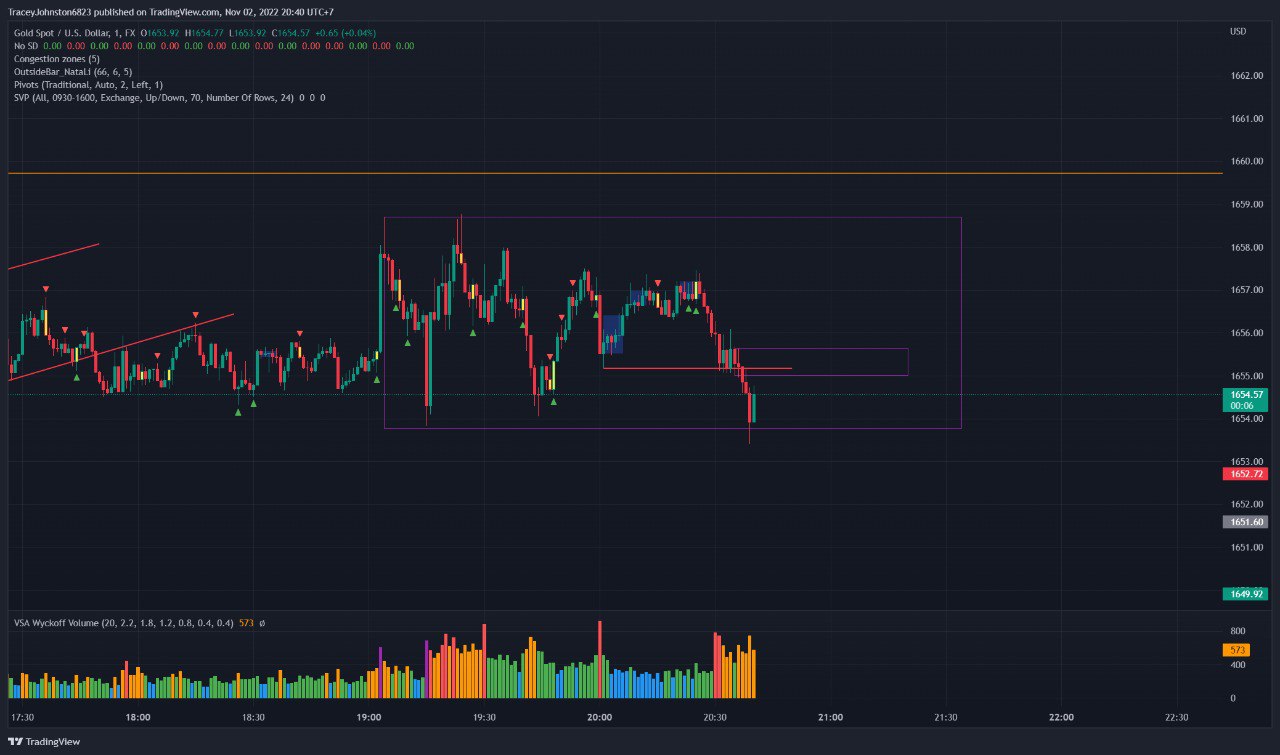 TraceyJohnston6823 published on TradingView.com, Nov 02, 2022 20:40 UTC+7
Gold Spot / U.S. Dollar, 1, FX O1653.92 H1654.77 L1653.92 C1654.57 +0.65 (+0.04%)
No SD 0.00 0.00 0.00 0.00 0.00 0.00 0.00 0.00 0.00 0.00 0.00 0.00 0.00 0.00 0.00 0.00
Congestion zones (5)
OutsideBar_NataLi (66, 6, 5)
Pivots (Traditional, Auto, 2, Left, 1)
SVP (All, 0930-1600, Exchange, Up/Down, 70, Number Of Rows, 24) 0 0 0
USD
1662.00
1661.00
1660.00
1659.00
1658.00
1657.00
1656.00
1655.00
1654.57
00:06
1654.00
1653.00
1652.72
1652.00
1651.60
1651.00
1649.92
VSA Wyckoff Volume (20, 2.2, 1.8, 1.2, 0.8, 0.4, 0.4) 573 ø
800
573
400
0
17:30 18:00 18:30 19:00 19:30 20:00 20:30 21:00 21:30 22:00 22:30
TradingView